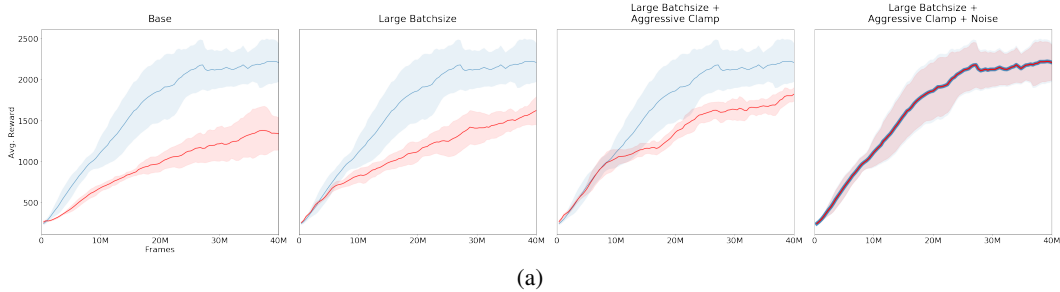 Base
Large Batchsize
Large Batchsize +
Aggressive Clamp
Large Batchsize +
Aggressive Clamp + Noise
Avg. Reward
2500
2000
1500
1000
500
0
10M
20M
30M
40M
Frames
0
10M
20M
30M
40M
0
10M
20M
30M
40M
0
10M
20M
30M
40M
(a)